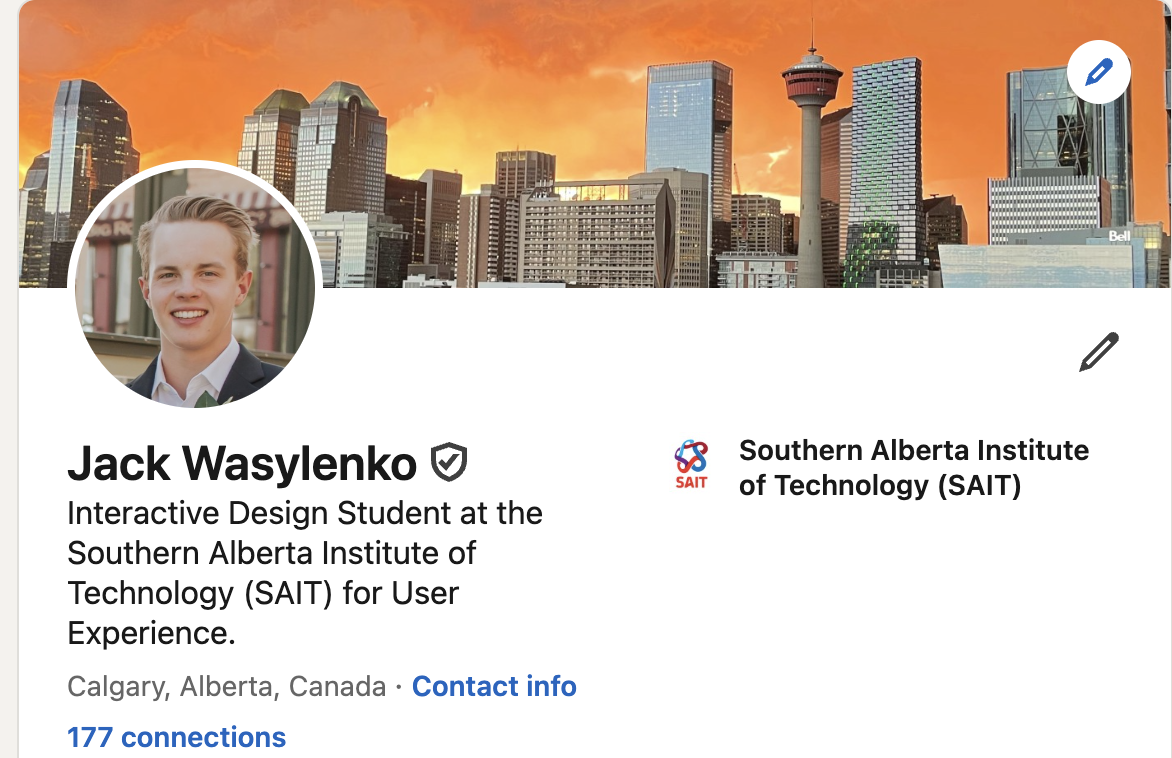 Bell
Jack Wasylenko
Interactive Design Student at the
Southern Alberta Institute of
Technology (SAIT) for User
Experience.
Calgary, Alberta, Canada · Contact info
177 connections
SAIT
Southern Alberta Institute
of Technology (SAIT)